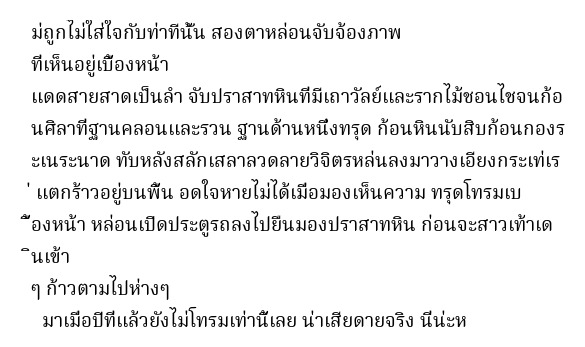 ม่ถูกไม่ใส่ใจกับท่าทีนั้น สองตาหล่อนจับจ้องภาพ
ที่เห็นอยู่เบื้องหน้า
แดดสายสาดเป็นลำ จับปราสาทหินที่มีเถาวัลย์และรากไม้ชอนไชจนก้อ
นศิลาที่ฐานคลอนและรวน ฐานด้านหนึ่งทรุด ก้อนหินนับสิบก้อนกองร
ะเนระนาด ทับหลังสลักเสลาลวดลายวิจิตรหล่นลงมาวางเอียงกระเท่เร
่ แตกร้าวอยู่บนพื้น อดใจหายไม่ได้เมื่อมองเห็นความ ทรุดโทรมเบ
ื้องหน้า หล่อนเปิดประตูรถลงไปยืนมองปราสาทหิน ก่อนจะสาวเท้าเด
ินเข้า
ๆ ก้าวตามไปห่างๆ
มาเมื่อปีที่แล้วยังไม่โทรมเท่านี้เลย น่าเสียดายจริง นี่น่ะห